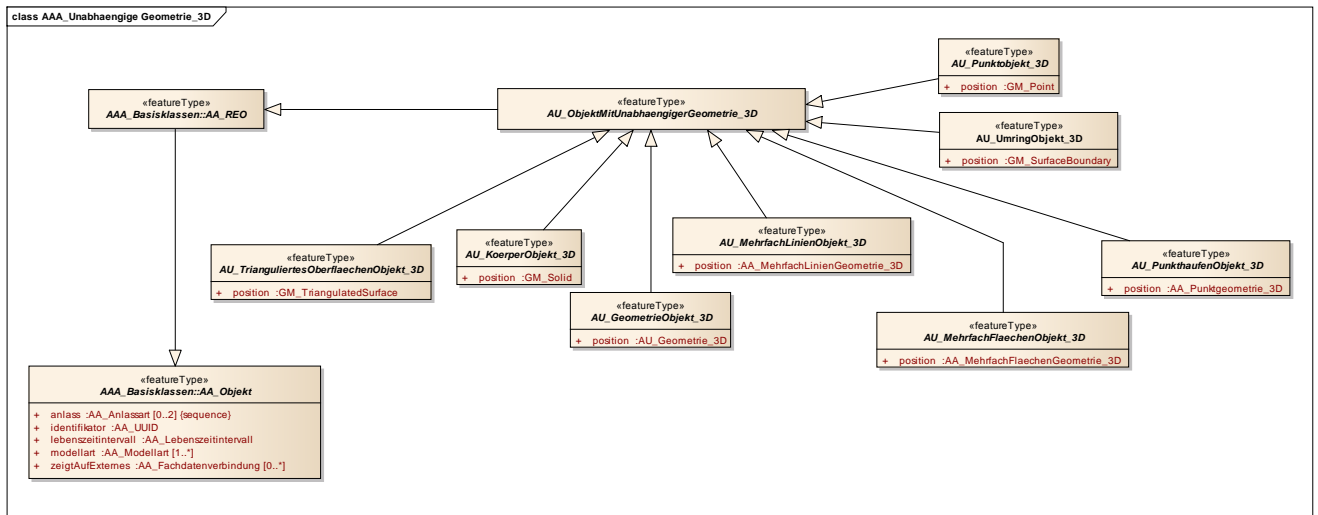 class AAA_Unabhaengige Geometrie_3D
«featureType»
AU_Punktobjekt_3D
+ position :GM_Point
«featureType»
AAA_Basisklassen::AA_REO
«featureType»
AU_ObjektMitUnabhaengigerGeometrie_3D
«featureType»
AU_UmringObjekt_3D
+ position :GM_SurfaceBoundary
«featureType»
AU_TrianguliertesOberflaechenObjekt_3D
+ position :GM_TriangulatedSurface
«featureType»
AU_KoerperObjekt_3D
+ position :GM_Solid
«featureType»
AU_MehrfachLinienObjekt_3D
+ position :AA_MehrfachLinienGeometrie_3D
«featureType»
AU_PunkthaufenObjekt_3D
+ position :AA_Punktgeometrie_3D
«featureType»
AU_GeometrieObjekt_3D
+ position :AU_Geometrie_3D
«featureType»
AU_MehrfachFlaechenObjekt_3D
+ position :AA_MehrfachFlaechenGeometrie_3D
«featureType»
AAA_Basisklassen::AA_Objekt
+ anlass :AA_Anlassart [0..2] {sequence}
+ identifikator :AA_UUID
+ lebenszeitintervall :AA_Lebenszeitintervall
+ modellart :AA_Modellart [1..*]
+ zeigtAufExternes :AA_Fachdatenverbindung [0..*]